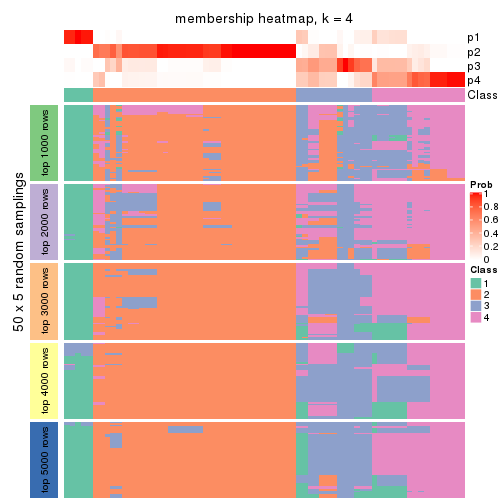 membership heatmap, k = 4
p1
p2
p3
p4
Class
50 x 5 random samplings
top 1000 rows
top 2000 rows
top 3000 rows
top 4000 rows
top 5000 rows
Prob
1
0.8
0.6
0.4
0.2
0
Class
1
2
3
4